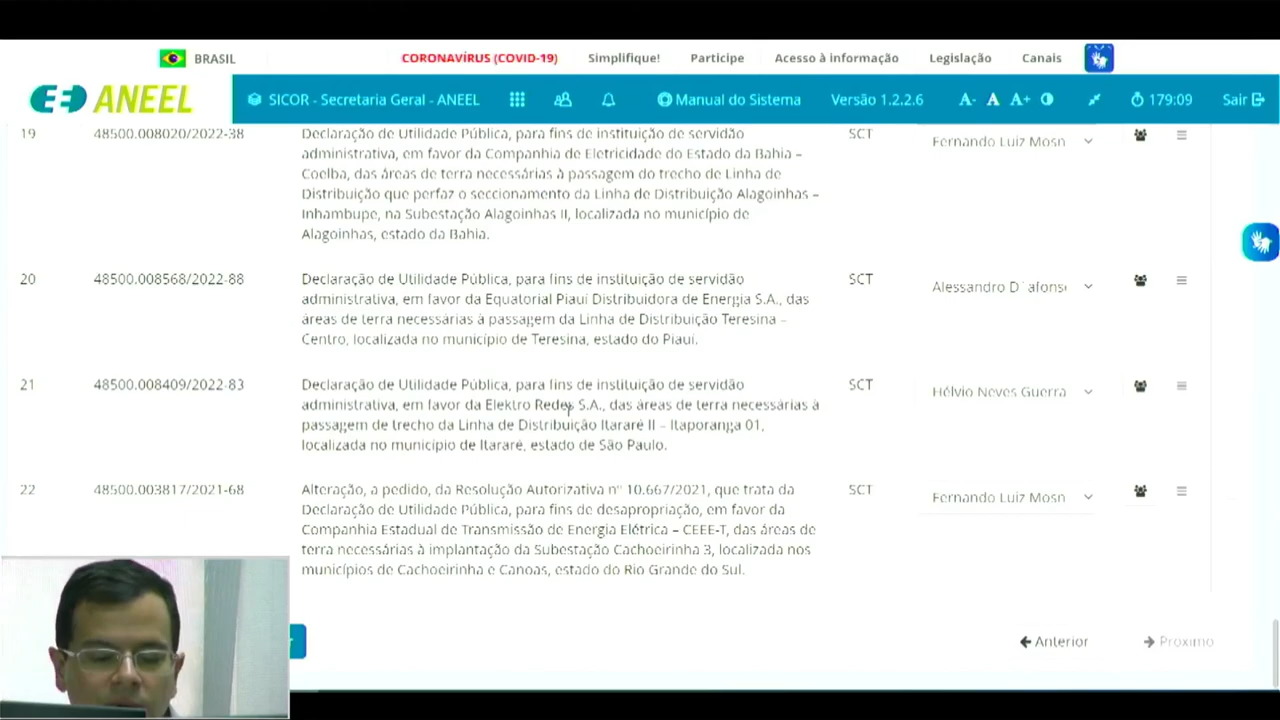 BRASIL
CORONAVÍRUS (COVID-19)
Simplifique!
Participe
Acesso à informação
Legislação
Canais
ANEEL
SICOR - Secretaria Geral - ANEEL
Manual do Sistema
Versão 1.2.2.6
A- A A+
179:09
Sair
19
48500.008020/2022-38
Declaração de Utilidade Pública, para fins de instituição de servidão
administrativa, em favor da Companhia de Eletricidade do Estado da Bahia –
Coelba, das áreas de terra necessárias à passagem do trecho de Linha de
Distribuição que perfaz o seccionamento da Linha de Distribuição Alagoinhas –
Inhambupe, na Subestação Alagoinhas II, localizada no município de
Alagoinhas, estado da Bahia.
SCT
Fernando Luiz Mosn
20
48500.008568/2022-88
Declaração de Utilidade Pública, para fins de instituição de servidão
administrativa, em favor da Equatorial Piauí Distribuidora de Energia S.A., das
áreas de terra necessárias à passagem da Linha de Distribuição Teresina –
Centro, localizada no município de Teresina, estado do Piauí.
SCT
Alessandro D`afons
21
48500.008409/2022-83
Declaração de Utilidade Pública, para fins de instituição de servidão
administrativa, em favor da Elektro Redes S.A., das áreas de terra necessárias à
passagem de trecho da Linha de Distribuição Itararé II – Itaporanga 01,
localizada no município de Itararé, estado de São Paulo.
SCT
Hélvio Neves Guerra
22
48500.003817/2021-68
Alteração, a pedido, da Resolução Autorizativa nº 10.667/2021, que trata da
Declaração de Utilidade Pública, para fins de desapropriação, em favor da
Companhia Estadual de Transmissão de Energia Elétrica – CEEE-T, das áreas de
terra necessárias à implantação da Subestação Cachoeirinha 3, localizada nos
municípios de Cachoeirinha e Canoas, estado do Rio Grande do Sul.
SCT
Fernando Luiz Mosn
Anterior
Próximo